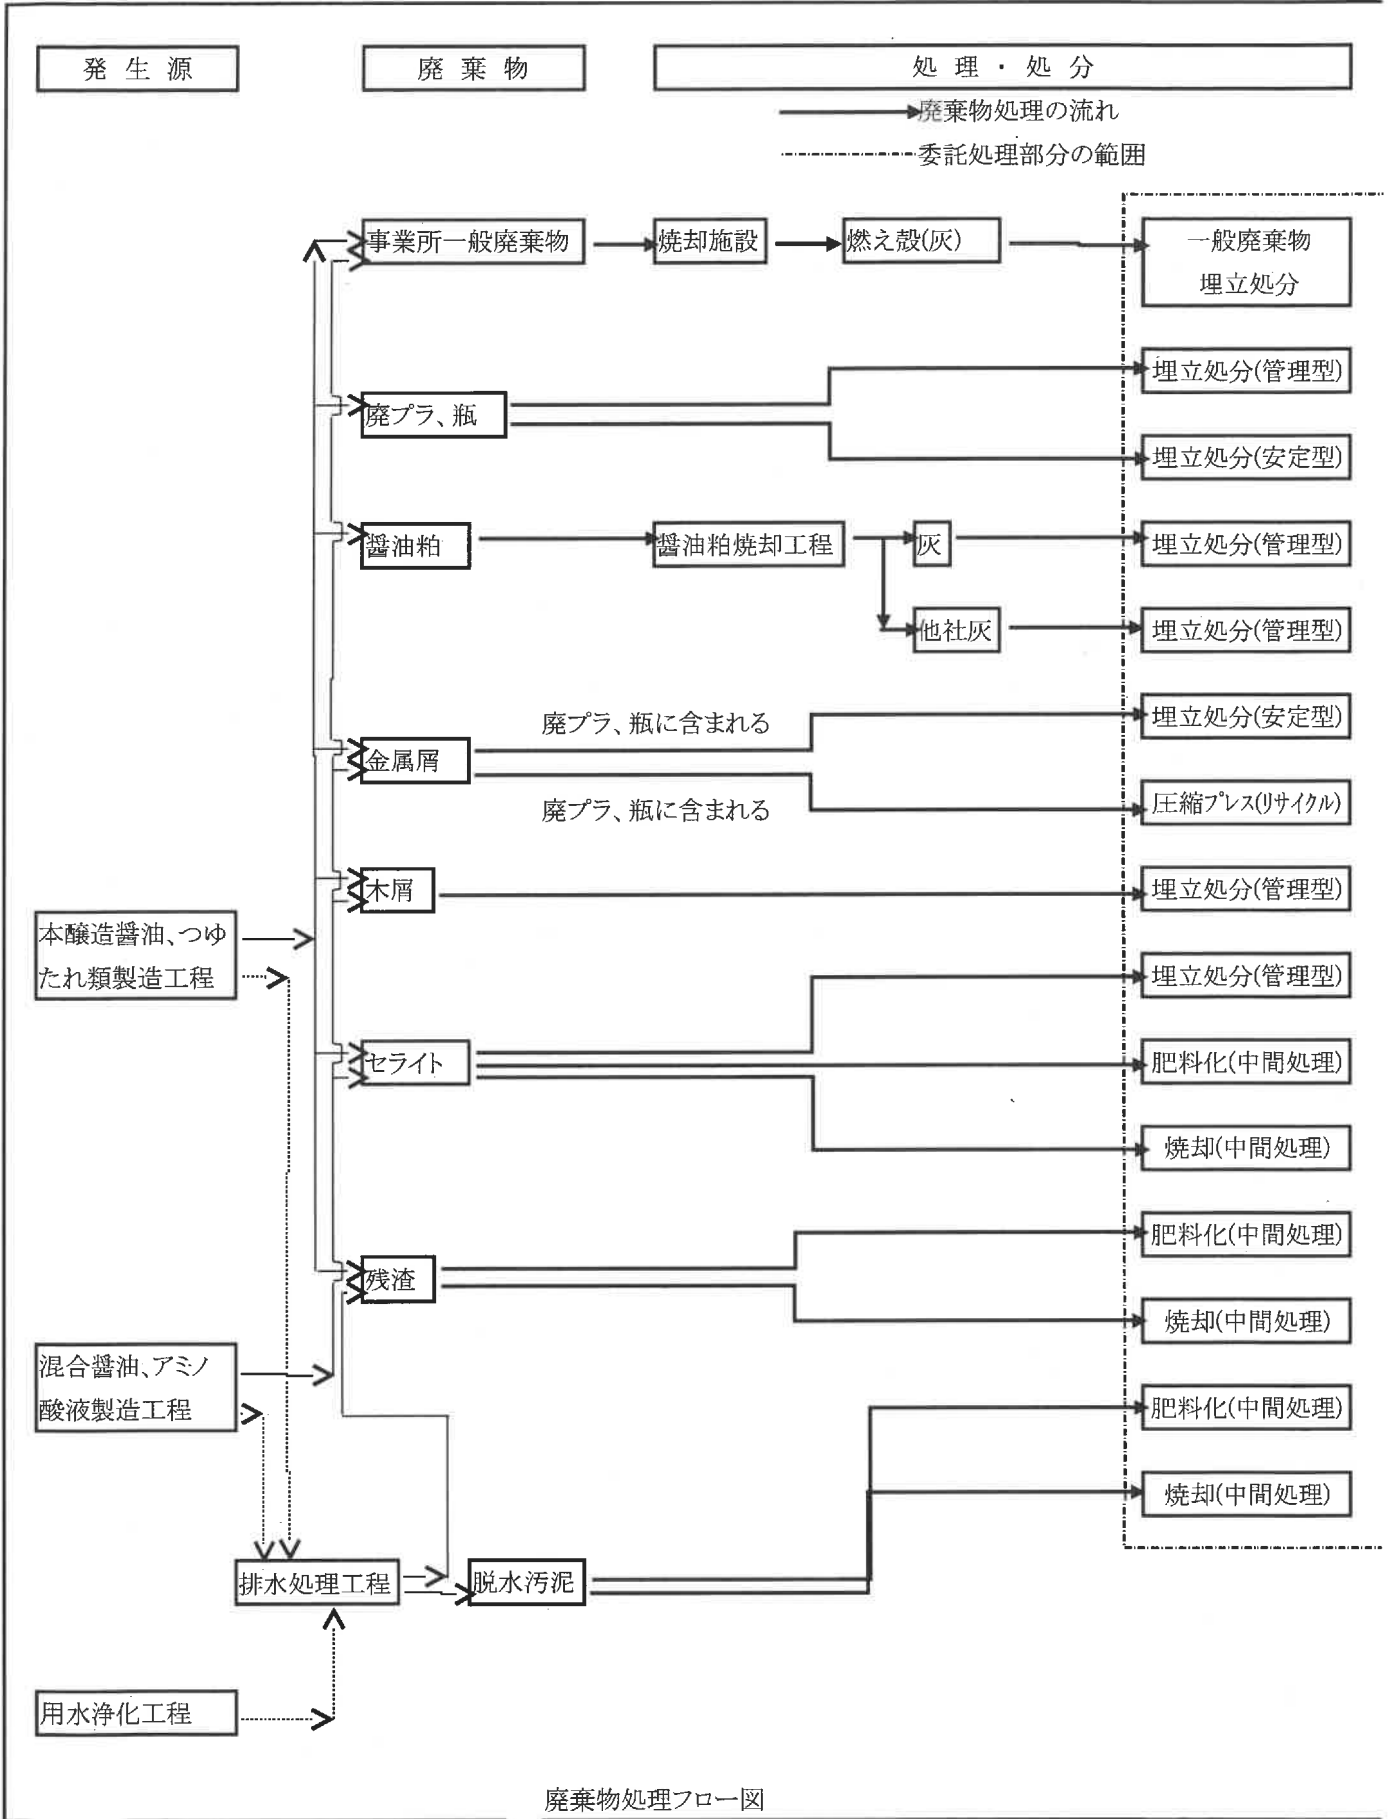 発 生 源
廃 棄 物
処 理 ・ 処 分
廃棄物処理の流れ
委託処理部分の範囲
事業所一般廃棄物
焼却施設
燃え殻(灰)
一般廃棄物
埋立処分
廃プラ、瓶
埋立処分(管理型)
埋立処分(安定型)
醤油粕
醤油粕焼却工程
灰
埋立処分(管理型)
他社灰
埋立処分(管理型)
廃プラ、瓶に含まれる
埋立処分(安定型)
金属屑
廃プラ、瓶に含まれる
圧縮プレス(リサイクル)
木屑
埋立処分(管理型)
本醸造醤油、つゆ
たれ類製造工程
埋立処分(管理型)
セライト
肥料化(中間処理)
焼却(中間処理)
残渣
肥料化(中間処理)
焼却(中間処理)
混合醤油、アミノ
酸液製造工程
肥料化(中間処理)
焼却(中間処理)
排水処理工程
脱水汚泥
用水浄化工程
廃棄物処理フロー図